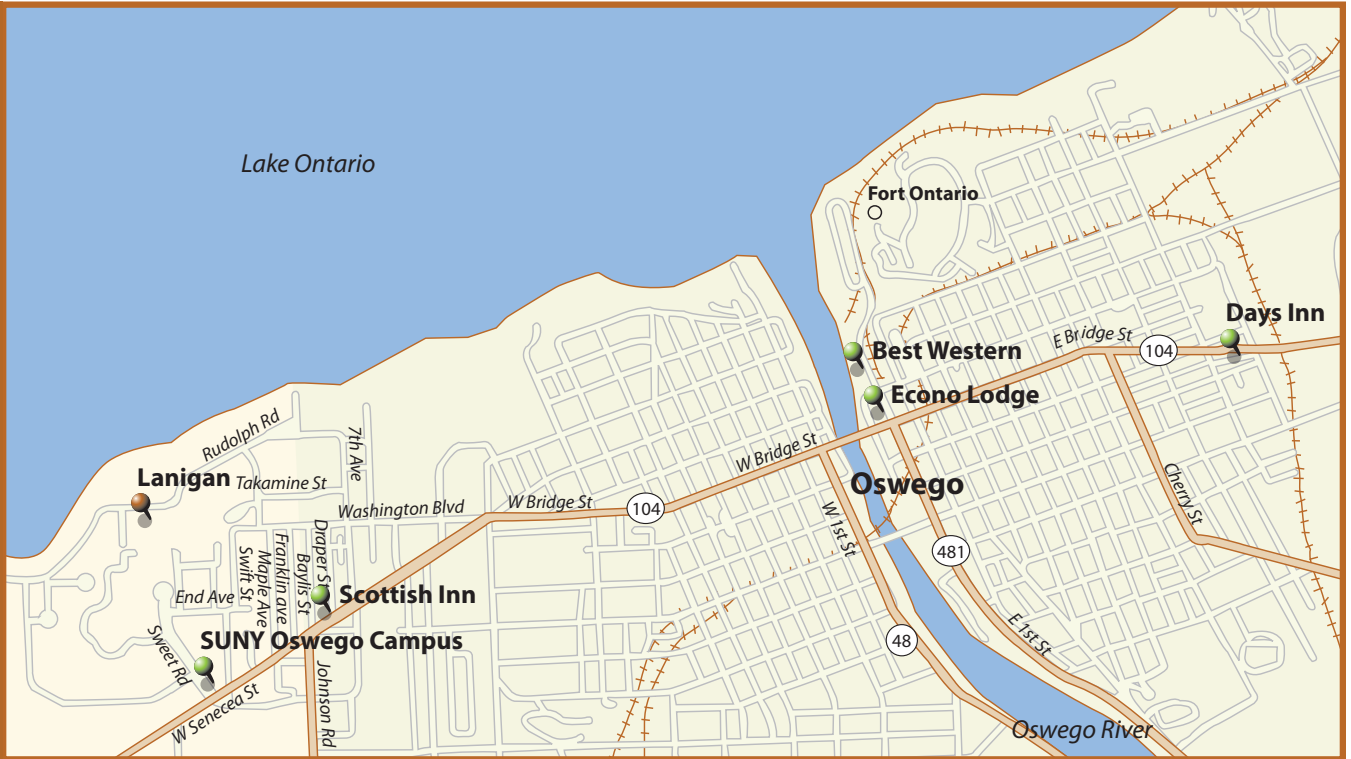 Lake Ontario
Fort Ontario
Days Inn
E Bridge St
104
Best Western
Econo Lodge
Rudolph Rd
7th Ave
W Bridge St
Lanigan
Takamine St
Oswego
Cherry St
Washington Blvd
W Bridge St
104
W 1st St
481
Draper St
Baylis St
Franklin ave
Maple Ave
Swift St
End Ave
Scottish Inn
Sweet Rd
SUNY Oswego Campus
48
E 1st St
W Senecea St
Johnson Rd
Oswego River